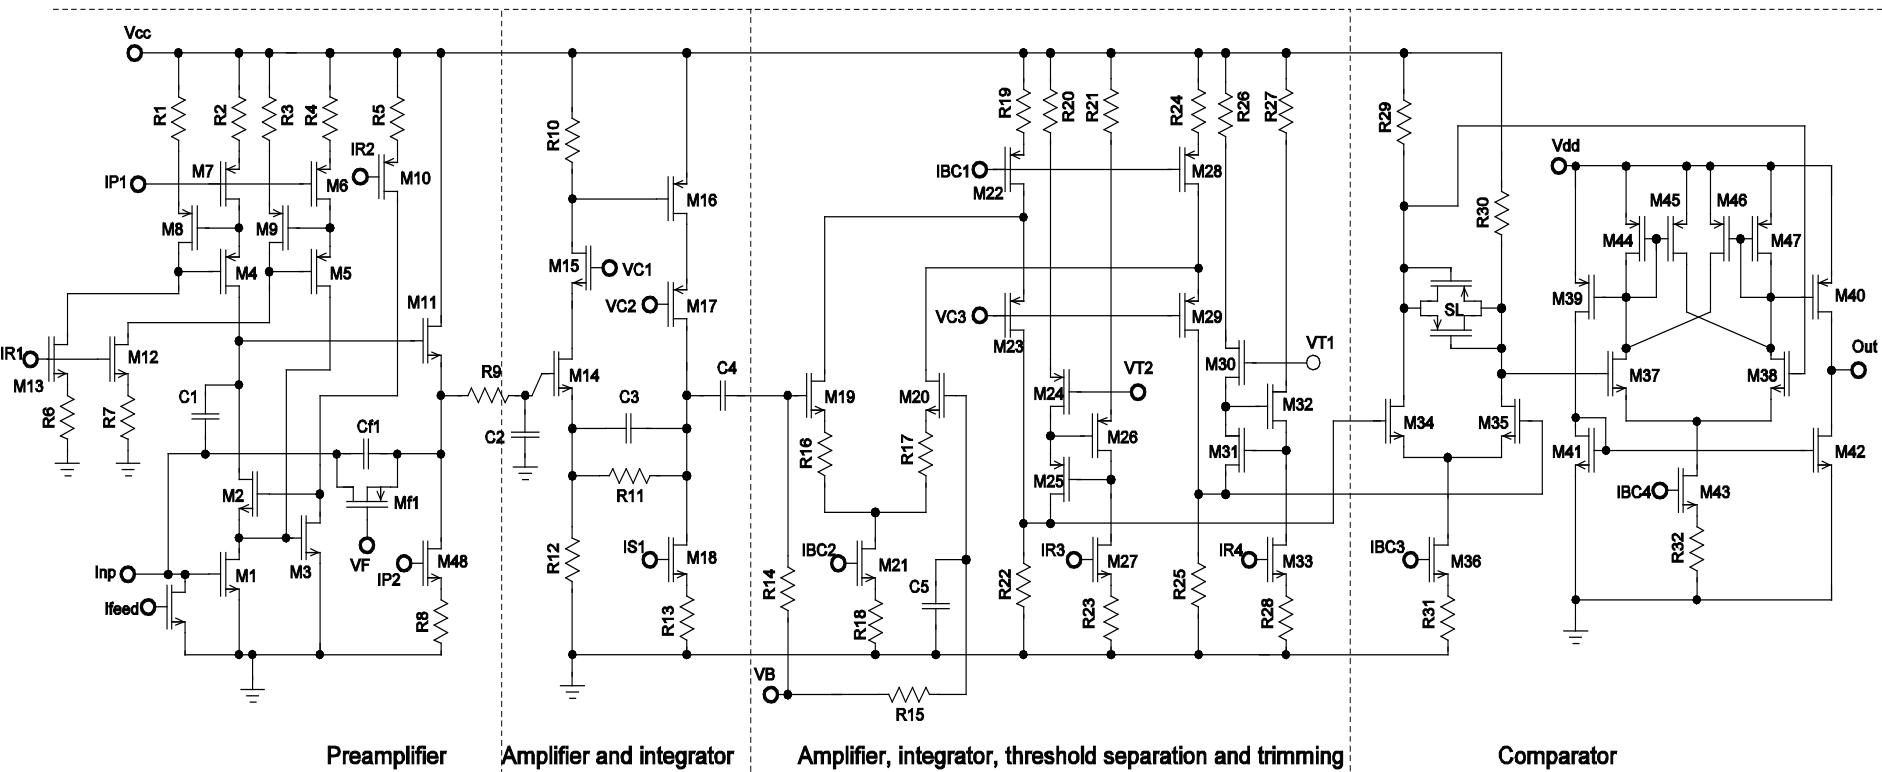 Vcc
R1
R2
R3
R4
R5
IR2
IP1
M7
M6
M10
M8
M9
M4
M5
M11
IR1
M13
M12
R6
R7
C1
Cf1
M2
Mf1
M3
VF
IP2
M48
Inp
M1
Ifeed
R8
Preamplifier
R10
M16
M15
VC1
VC2
M17
R9
M14
C2
C3
C4
R11
R12
IS1
M18
R13
Amplifier and integrator
R19
R20
R21
R24
R26
R27
IBC1
M22
M28
VC3
M23
M29
M30
VT1
M24
VT2
M19
M20
M32
M26
M31
M25
R16
R17
IBC2
M21
IR3
M27
IR4
M33
R14
R18
C5
R22
R23
R25
R28
VB
R15
Amplifier, integrator, threshold separation and trimming
R29
R30
Vdd
M45
M46
M44
M47
M39
M40
SL
Out
M37
M38
M34
M35
M41
M42
IBC4
M43
IBC3
M36
R32
R31
Comparator